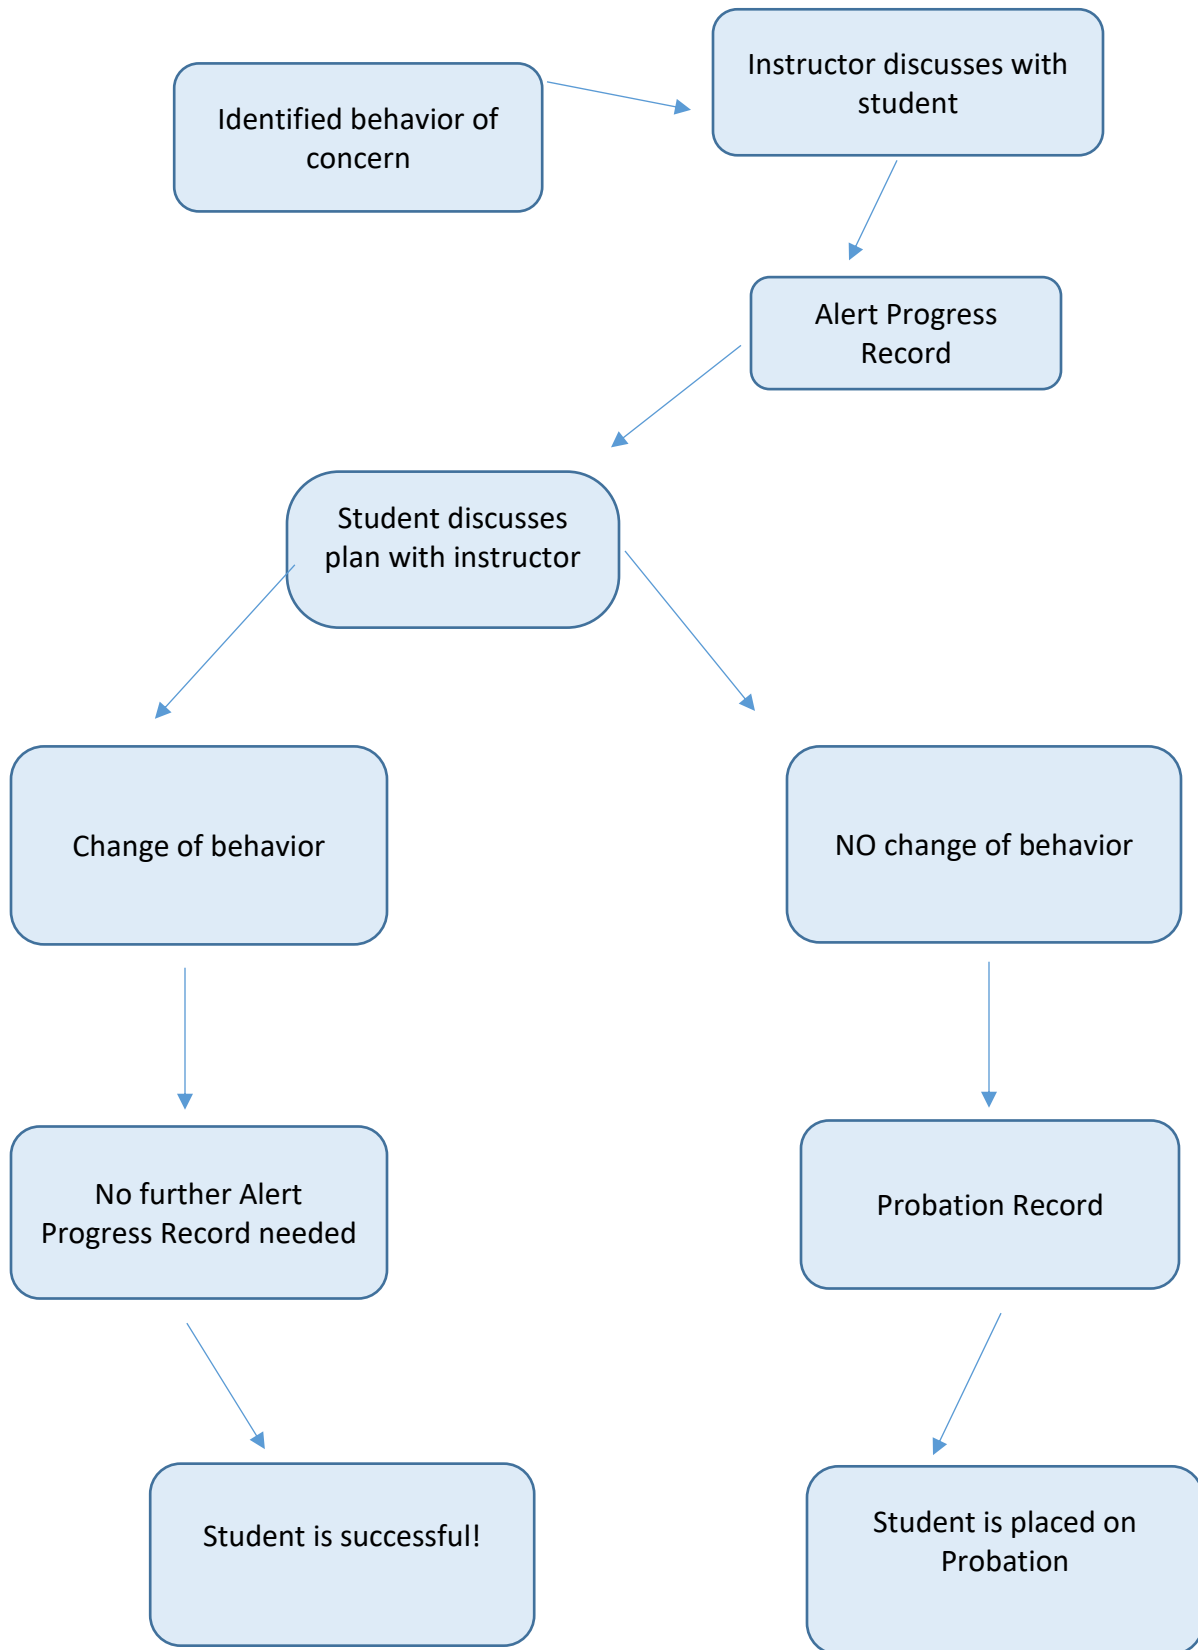 Identified behavior of
concern
Instructor discusses with
student
Alert Progress
Record
Student discusses
plan with instructor
Change of behavior
NO change of behavior
No further Alert
Progress Record needed
Probation Record
Student is successful!
Student is placed on
Probation